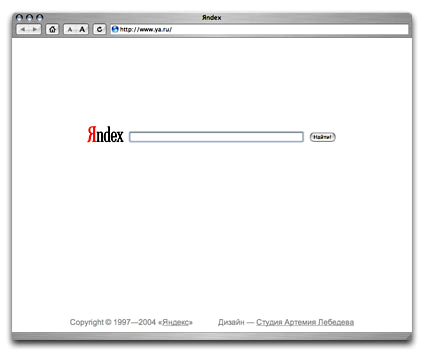 Яndex
A A http://www.ya.ru/
Яndex Найти!
Copyright © 1997—2004 «Яндекс» Дизайн — Студия Артемия Лебедева